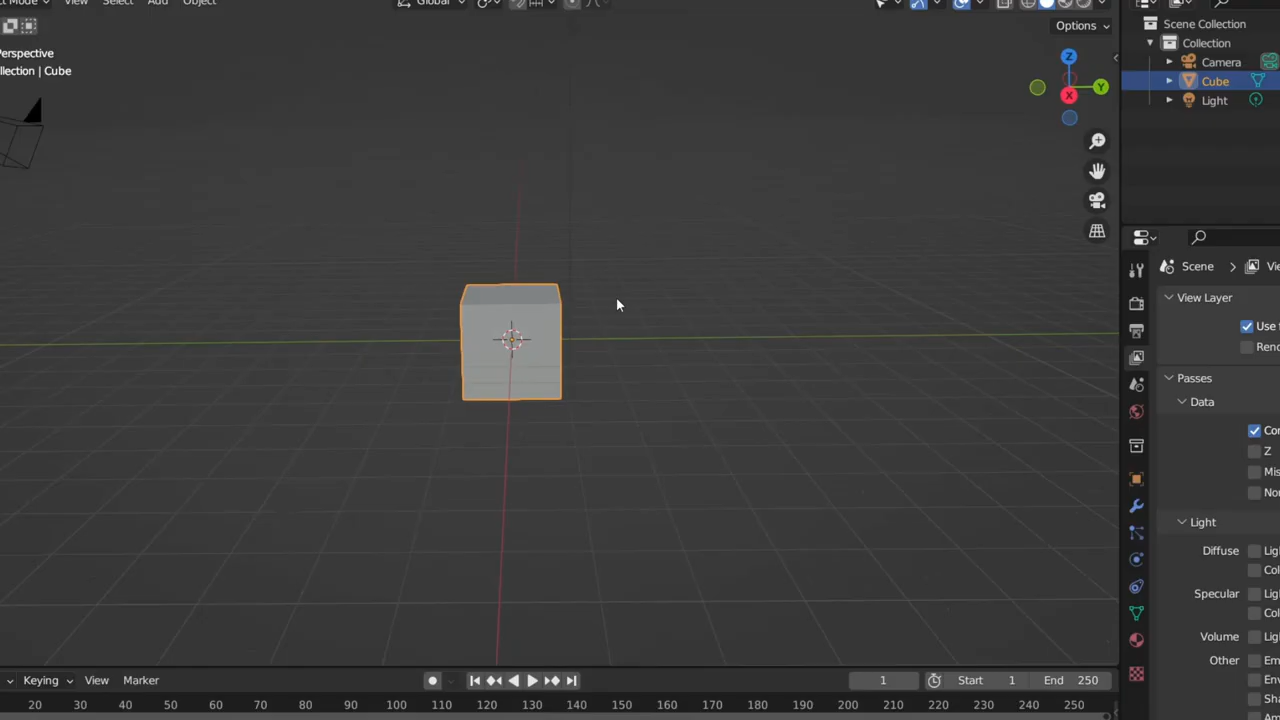 ct Mode View Select Add Object Global
Options
Perspective
llection | Cube
Z
Y
X
Scene Collection
Collection
Camera
Cube
Light
Scene
View Layer
Use
Passes
Data
Z
Light
Diffuse
Specular
Volume
Other
Keying View Marker
1 Start 1 End 250
20 30 40 50 60 70 80 90 100 110 120 130 140 150 160 170 180 190 200 210 220 230 240 250